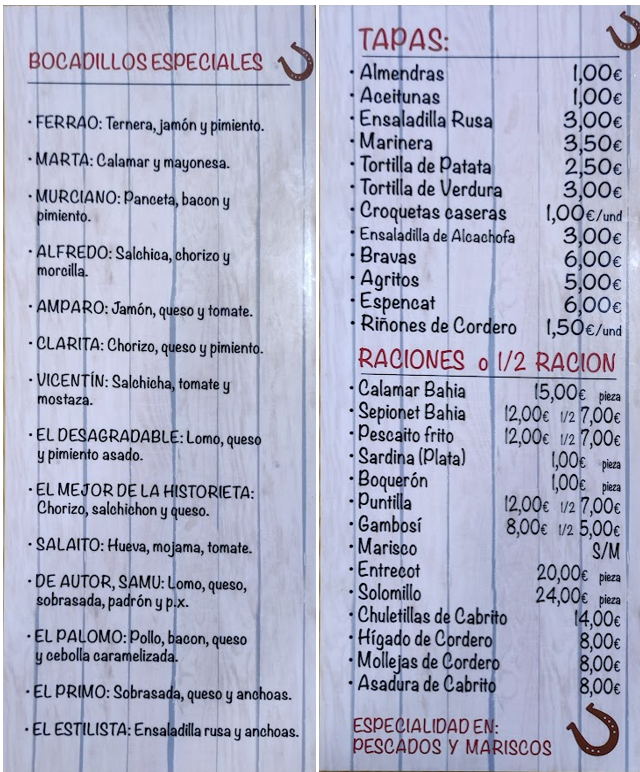 BOCADILLOS ESPECIALES
· FERRAO: Ternera, jamón y pimiento.
· MARTA: Calamar y mayonesa.
· MURCIANO: Panceta, bacon y
pimiento.
· ALFREDO: Salchica, chorizo y
morcilla.
· AMPARO: Jamón, queso y tomate.
· CLARITA: Chorizo, queso y pimiento.
· VICENTÍN: Salchicha, tomate y
mostaza.
· EL DESAGRADABLE: Lomo, queso
y pimiento asado.
· EL MEJOR DE LA HISTORIETA:
Chorizo, salchichon y queso.
· SALAITO: Hueva, mojama, tomate.
· DE AUTOR, SAMU: Lomo, queso,
sobrasada, padrón y p.x.
· EL PALOMO: Pollo, bacon, queso
y cebolla caramelizada.
· EL PRIMO: Sobrasada, queso y anchoas.
· EL ESTILISTA: Ensaladilla rusa y anchoas.
TAPAS:
· Almendras 1,00€
· Aceitunas 1,00€
· Ensaladilla Rusa 3,00€
· Marinera 3,50€
· Tortilla de Patata 2,50€
· Tortilla de Verdura 3,00€
· Croquetas caseras 1,00€/und
· Ensaladilla de Alcachofa 3,00€
· Bravas 6,00€
· Agritos 5,00€
· Espencat 6,00€
· Riñones de Cordero 1,50€/und
RACIONES o 1/2 RACION
· Calamar Bahia 15,00€ pieza
· Sepionet Bahia 12,00€ 1/2 7,00€
· Pescaito frito 12,00€ 1/2 7,00€
· Sardina (Plata) 1,00€ pieza
· Boquerón 1,00€ pieza
· Puntilla 12,00€ 1/2 7,00€
· Gambosí 8,00€ 1/2 5,00€
· Marisco S/M
· Entrecot 20,00€ pieza
· Solomillo 24,00€ pieza
· Chuletillas de Cabrito 14,00€
· Hígado de Cordero 8,00€
· Mollejas de Cordero 8,00€
· Asadura de Cabrito 8,00€
ESPECIALIDAD EN:
PESCADOS Y MARISCOS